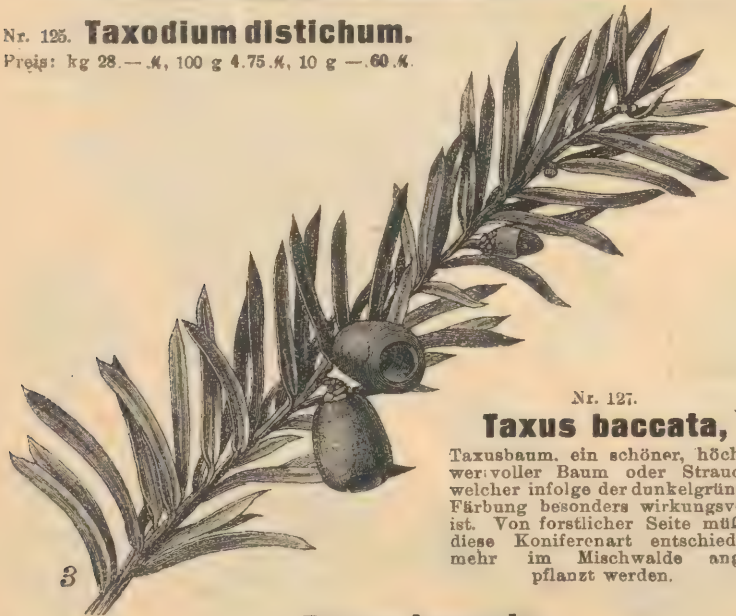 Nr. 125. Taxodium distichum.
Preis: kg 28.— ℳ, 100 g 4.75 ℳ, 10 g —.60 ℳ.
Nr. 127.
Taxus baccata,
Taxusbaum. ein schöner, höch
wertvoller Baum oder Strauc
welcher infolge der dunkelgrün
Färbung besonders wirkungsv
ist. Von forstlicher Seite müß
diese Koniferenart entschied
mehr im Mischwalde ang
pflanzt werden.
3